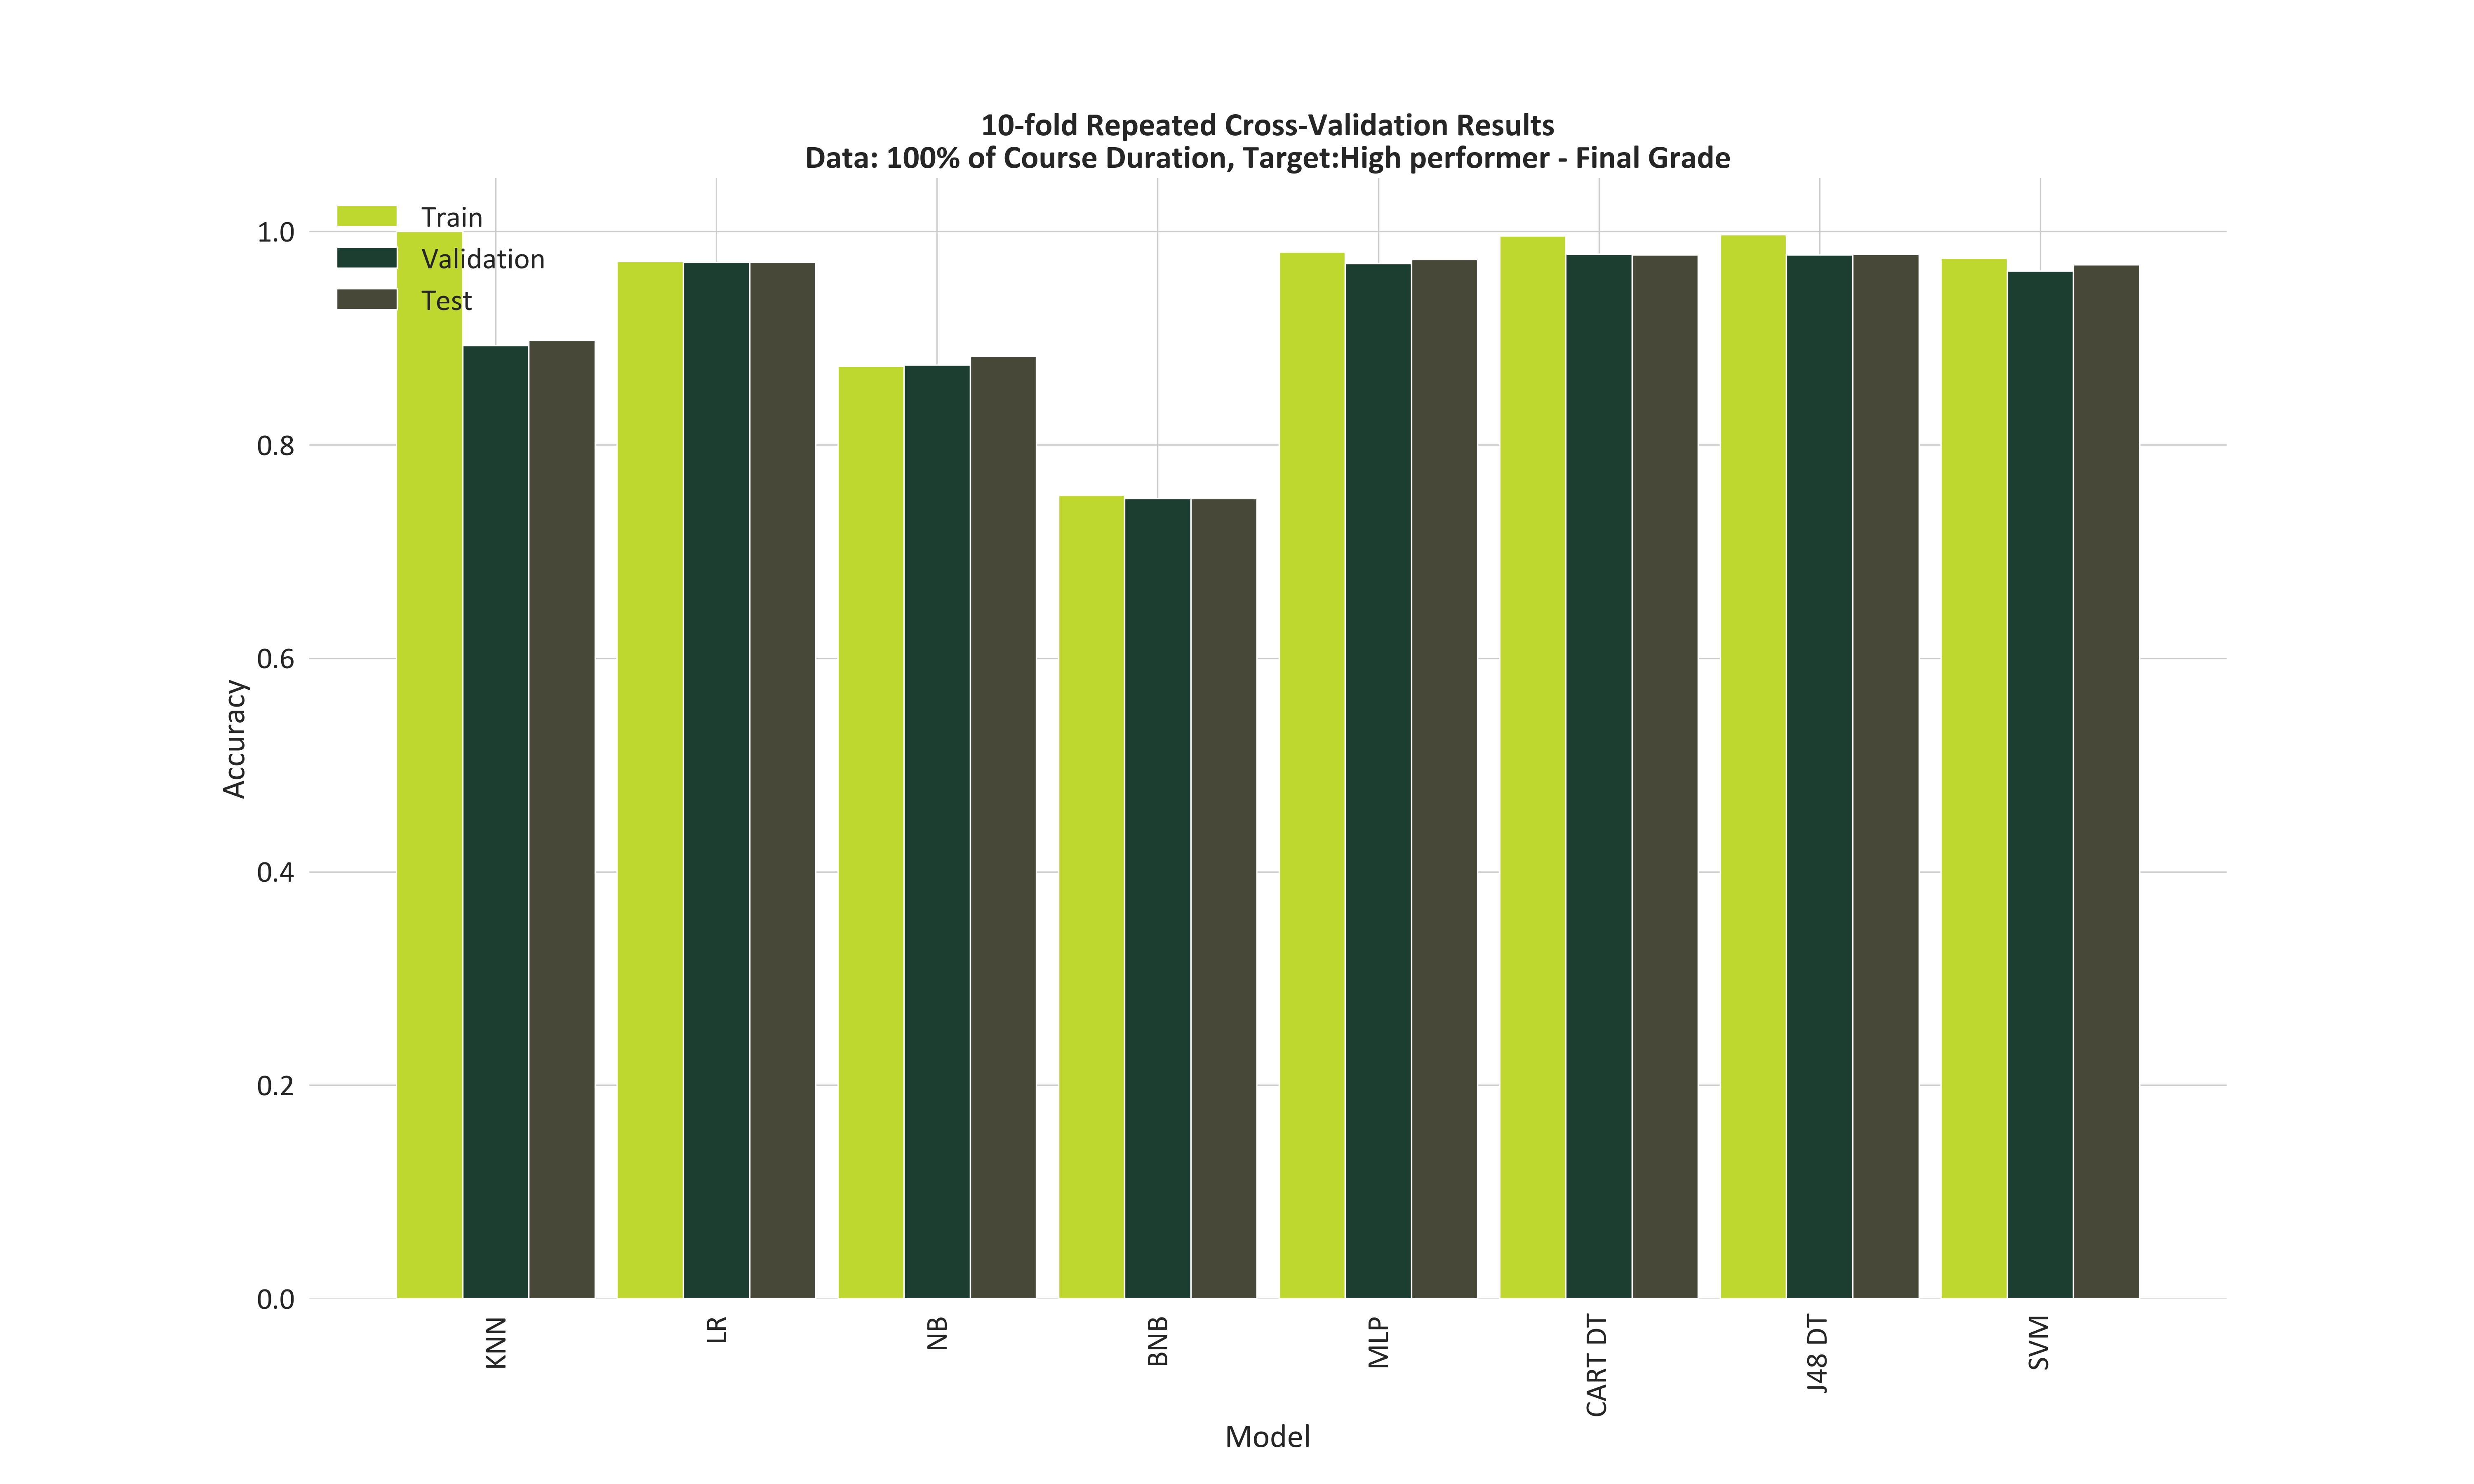 10-fold Repeated Cross-Validation Results
Data: 100% of Course Duration, Target:High performer - Final Grade
Train
Validation
Test
1.0
0.8
0.6
0.4
0.2
0.0
Accuracy
KNN
LR
NB
BNB
MLP
CART DT
J48 DT
SVM
Model